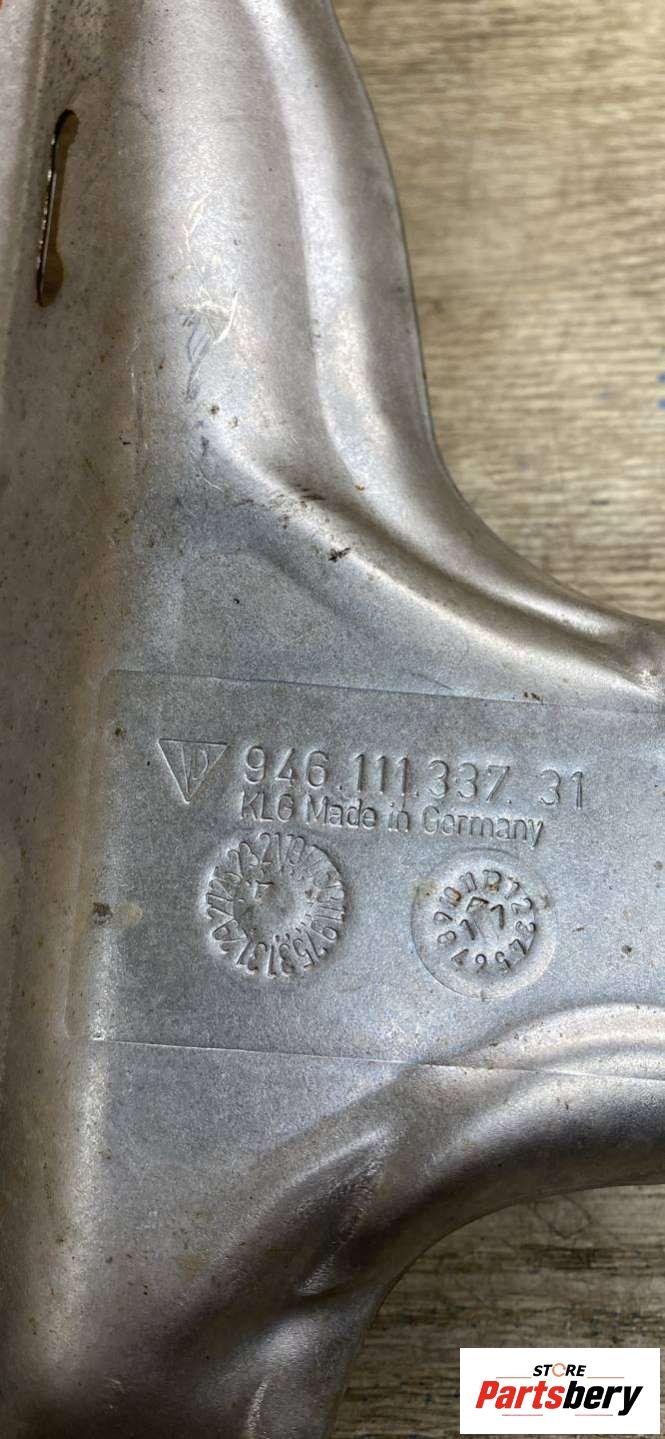 946.111.337.31
KLG Made in Germany
STORE
Partsbery